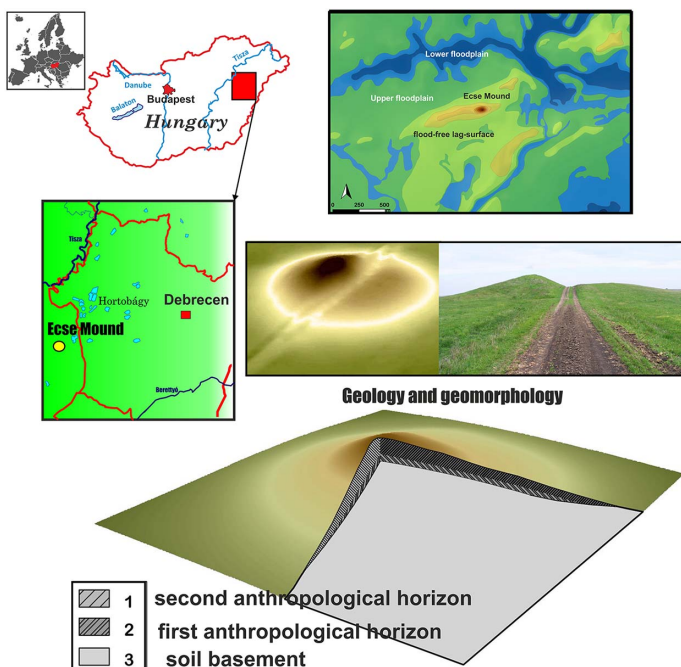 Tisza
Danube
Budapest
Balaton
Hungary
Lower floodplain
Ecse Mound
Upper floodplain
flood-free lag-surface
0 250 500
Tisza
Hortobágy
Debrecen
Ecse Mound
Berettyó
Geology and geomorphology
1 second anthropological horizon
2 first anthropological horizon
3 soil basement